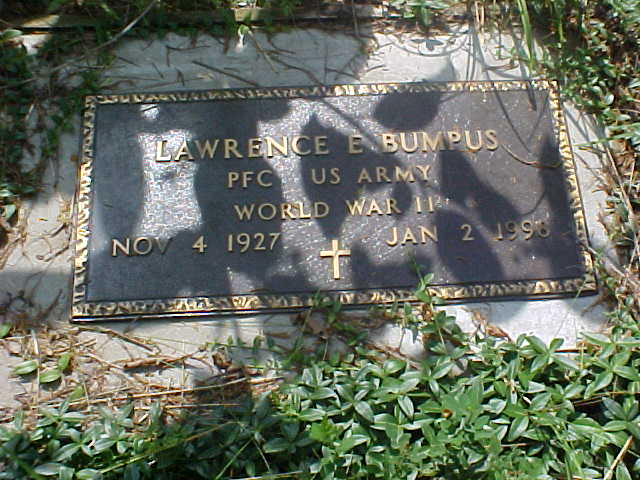 LAWRENCE E BUMPUS
PFC US ARMY
WORLD WAR II
NOV 4 1927 JAN 2 1998